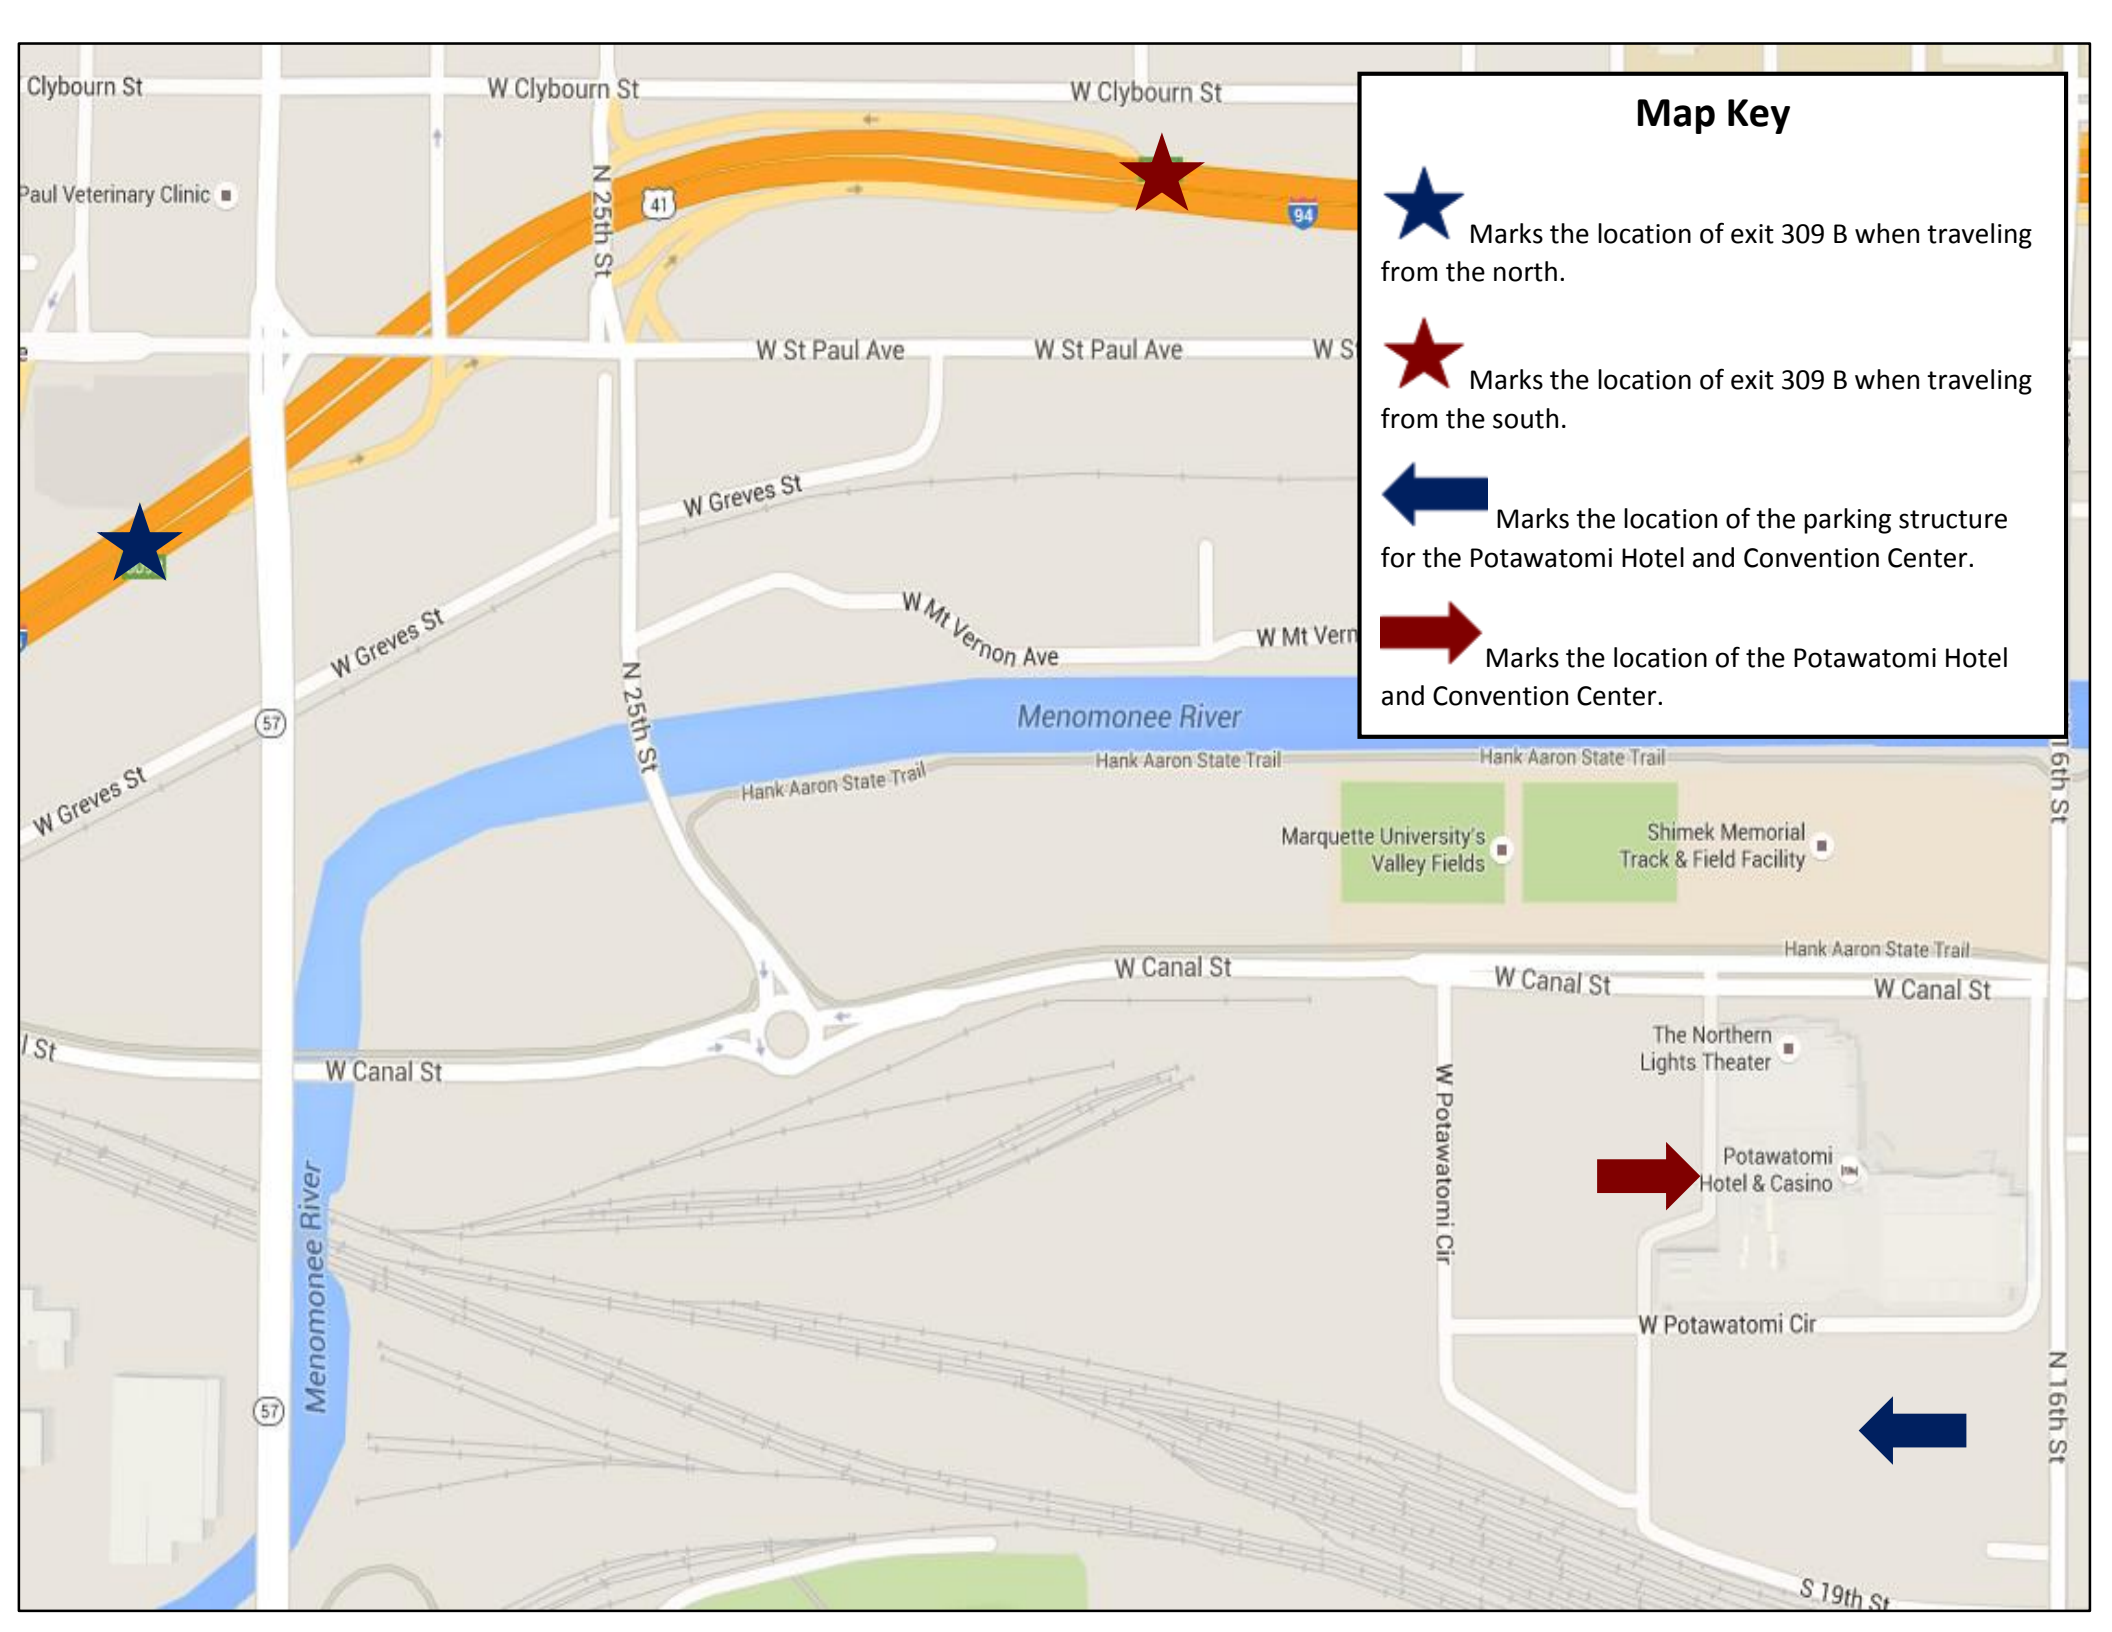 Clybourn St
W Clybourn St
W Clybourn St
Map Key
Marks the location of exit 309 B when traveling
from the north.
Marks the location of exit 309 B when traveling
from the south.
Marks the location of the parking structure
for the Potawatomi Hotel and Convention Center.
Marks the location of the Potawatomi Hotel
and Convention Center.
Paul Veterinary Clinic
N 25th St
41
94
W St Paul Ave
W St Paul Ave
W S
e
W Greves St
W Greves St
W Greves St
W Mt Vernon Ave
W Mt Vern
N 25th St
57
Menomonee River
Hank Aaron State Trail
Hank Aaron State Trail
Hank Aaron State Trail
16th St
Marquette University's
Valley Fields
Shimek Memorial
Track & Field Facility
Hank Aaron State Trail
W Canal St
W Canal St
W Canal St
l St
W Canal St
The Northern
Lights Theater
W Potawatomi Cir
Potawatomi
Hotel & Casino
Menomonee River
W Potawatomi Cir
57
N 16th St
S 19th St